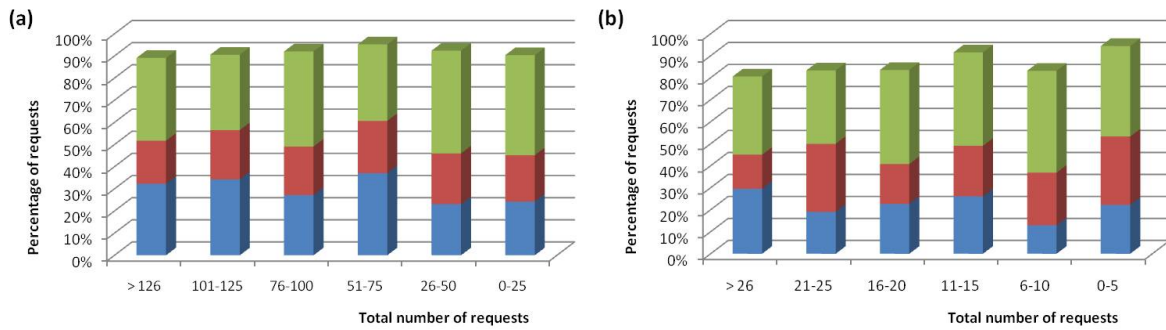 (a)
Percentage of requests
100%
90%
80%
70%
60%
50%
40%
30%
20%
10%
0%
> 126 101-125 76-100 51-75 26-50 0-25
Total number of requests
(b)
Percentage of requests
100%
90%
80%
70%
60%
50%
40%
30%
20%
10%
0%
> 26 21-25 16-20 11-15 6-10 0-5
Total number of requests